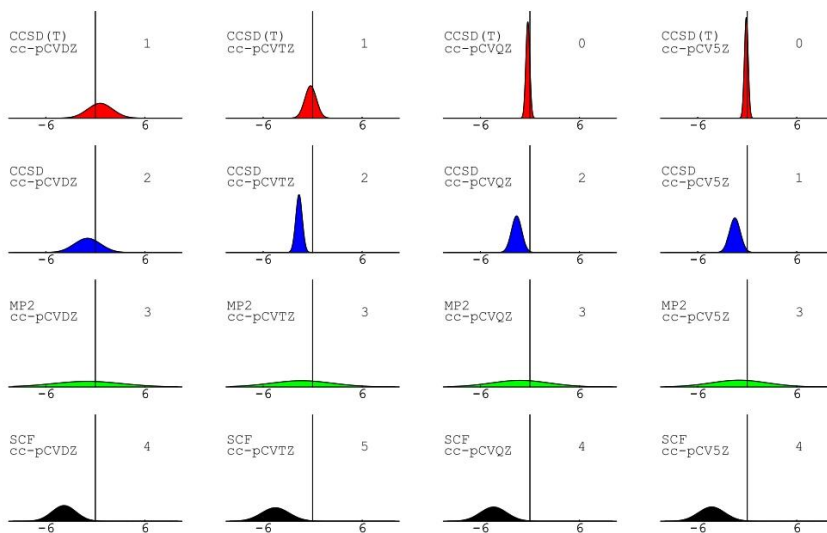 CCSD(T)
cc-pCVDZ 1
-6 6
CCSD(T)
cc-pCVTZ 1
-6 6
CCSD(T)
cc-pCVQZ 0
-6 6
CCSD(T)
cc-pCV5Z 0
-6 6
CCSD
cc-pCVDZ 2
-6 6
CCSD
cc-pCVTZ 2
-6 6
CCSD
cc-pCVQZ 2
-6 6
CCSD
cc-pCV5Z 1
-6 6
MP2
cc-pCVDZ 3
-6 6
MP2
cc-pCVTZ 3
-6 6
MP2
cc-pCVQZ 3
-6 6
MP2
cc-pCV5Z 3
-6 6
SCF
cc-pCVDZ 4
-6 6
SCF
cc-pCVTZ 5
-6 6
SCF
cc-pCVQZ 4
-6 6
SCF
cc-pCV5Z 4
-6 6